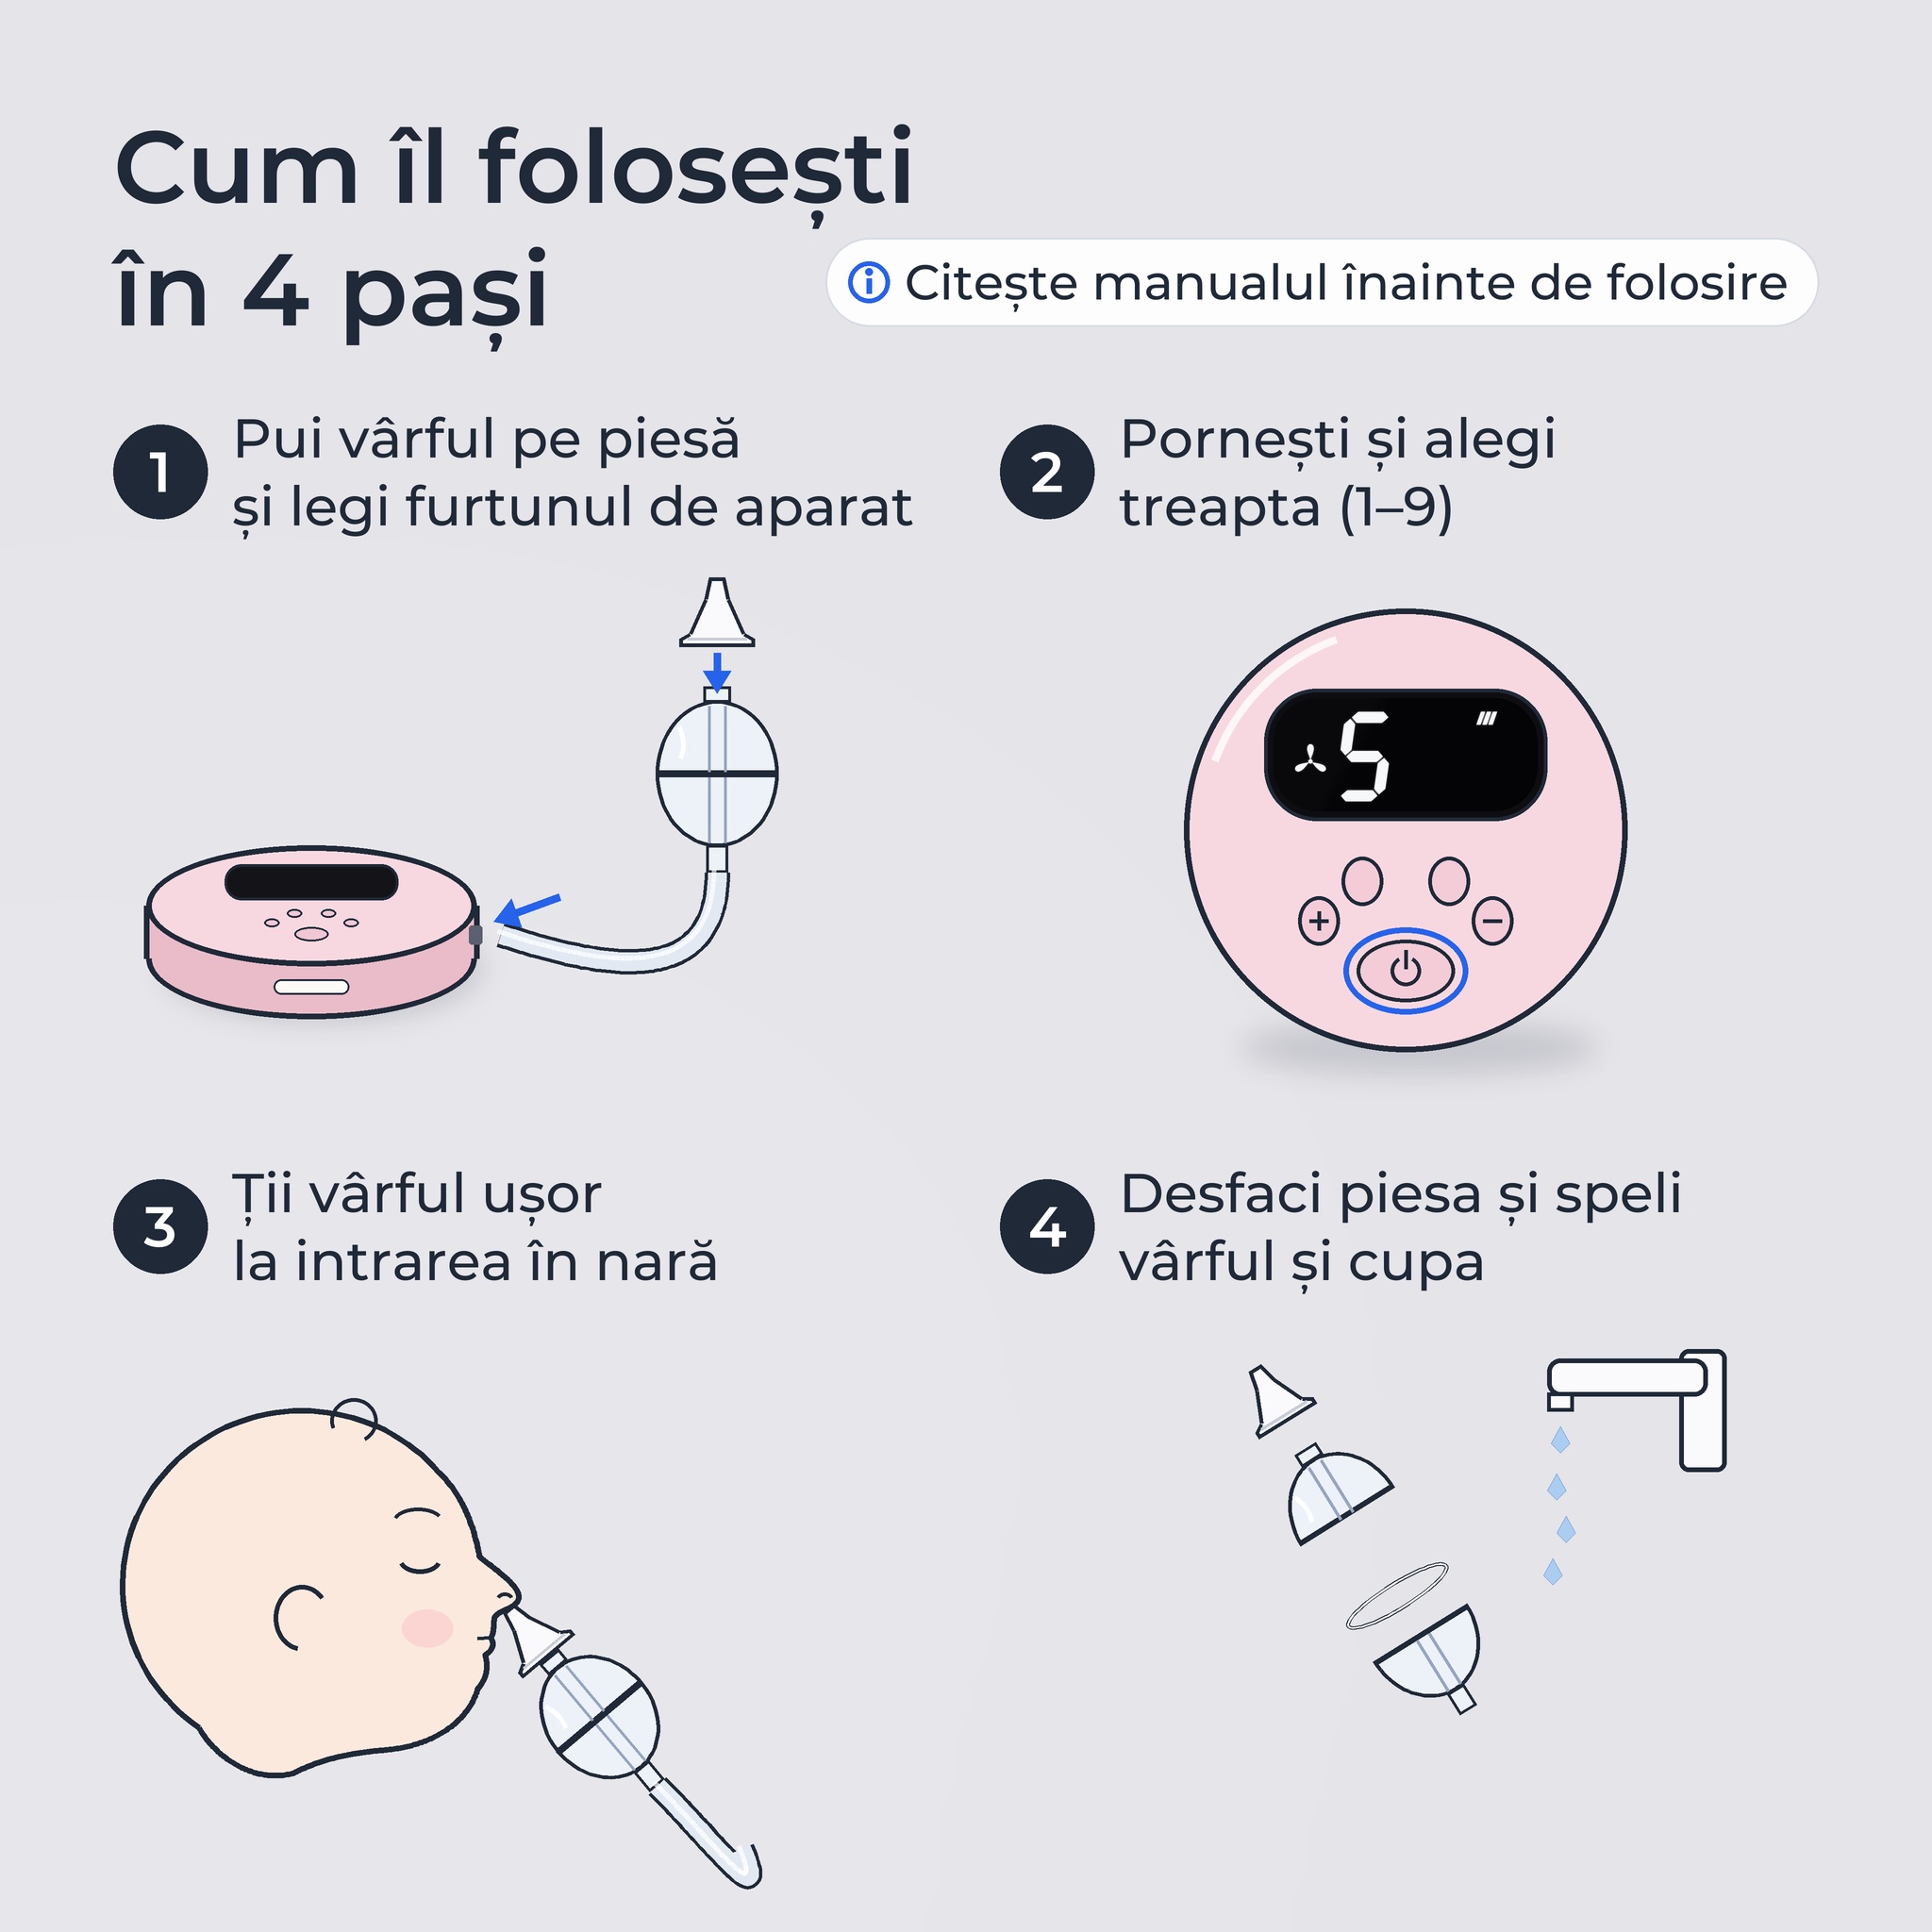 Cum îl folosești
în 4 pași
Citește manualul înainte de folosire
1
Pui vârful pe piesă
și legi furtunul de aparat
2
Pornești și alegi
treapta (1–9)
5
3
Ții vârful ușor
la intrarea în nară
4
Desfaci piesa și speli
vârful și cupa